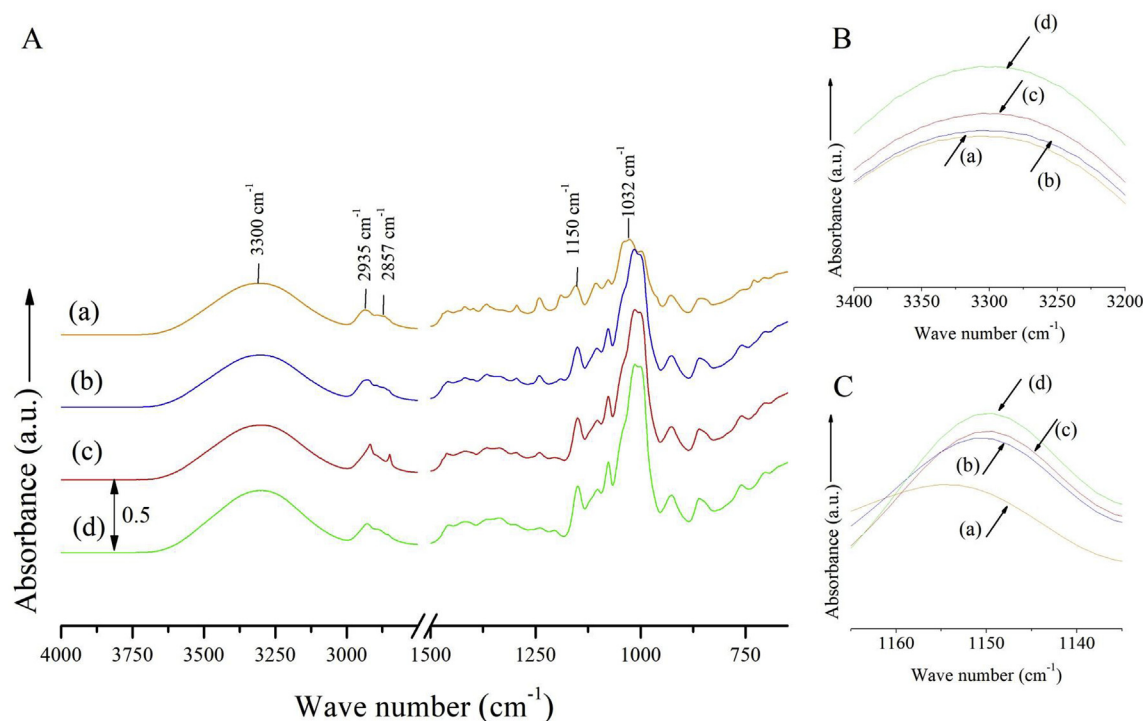 A
3300 cm⁻¹
2935 cm⁻¹
2857 cm⁻¹
1150 cm⁻¹
1032 cm⁻¹
(a)
(b)
(c)
(d)
0.5
Absorbance (a.u.)
4000 3750 3500 3250 3000 1500 1250 1000 750
Wave number (cm⁻¹)
B
(d)
(c)
(a)
(b)
Absorbance (a.u.)
3400 3350 3300 3250 3200
Wave number (cm⁻¹)
C
(d)
(c)
(b)
(a)
Absorbance (a.u.)
1160 1150 1140
Wave number (cm⁻¹)